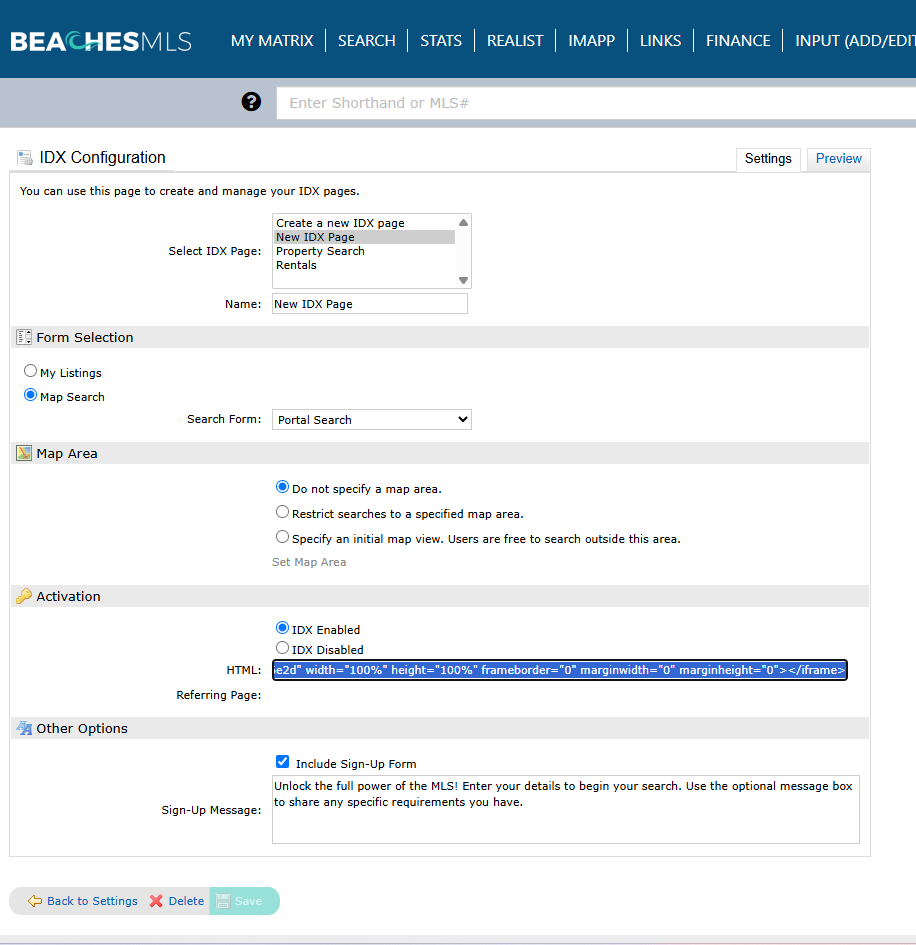 BEACHESMLS
MY MATRIX SEARCH STATS REALIST IMAPP LINKS FINANCE INPUT (ADD/EDIT
?
Enter Shorthand or MLS#
IDX Configuration
Settings Preview
You can use this page to create and manage your IDX pages.
Select IDX Page:
Create a new IDX page
New IDX Page
Property Search
Rentals
Name: New IDX Page
Form Selection
My Listings
Map Search
Search Form: Portal Search
Map Area
Do not specify a map area.
Restrict searches to a specified map area.
Specify an initial map view. Users are free to search outside this area.
Set Map Area
Activation
IDX Enabled
IDX Disabled
HTML: e2d" width="100%" height="100%" frameborder="0" marginwidth="0" marginheight="0"></iframe>
Referring Page:
Other Options
Include Sign-Up Form
Sign-Up Message:
Unlock the full power of the MLS! Enter your details to begin your search. Use the optional message box
to share any specific requirements you have.
Back to Settings Delete Save